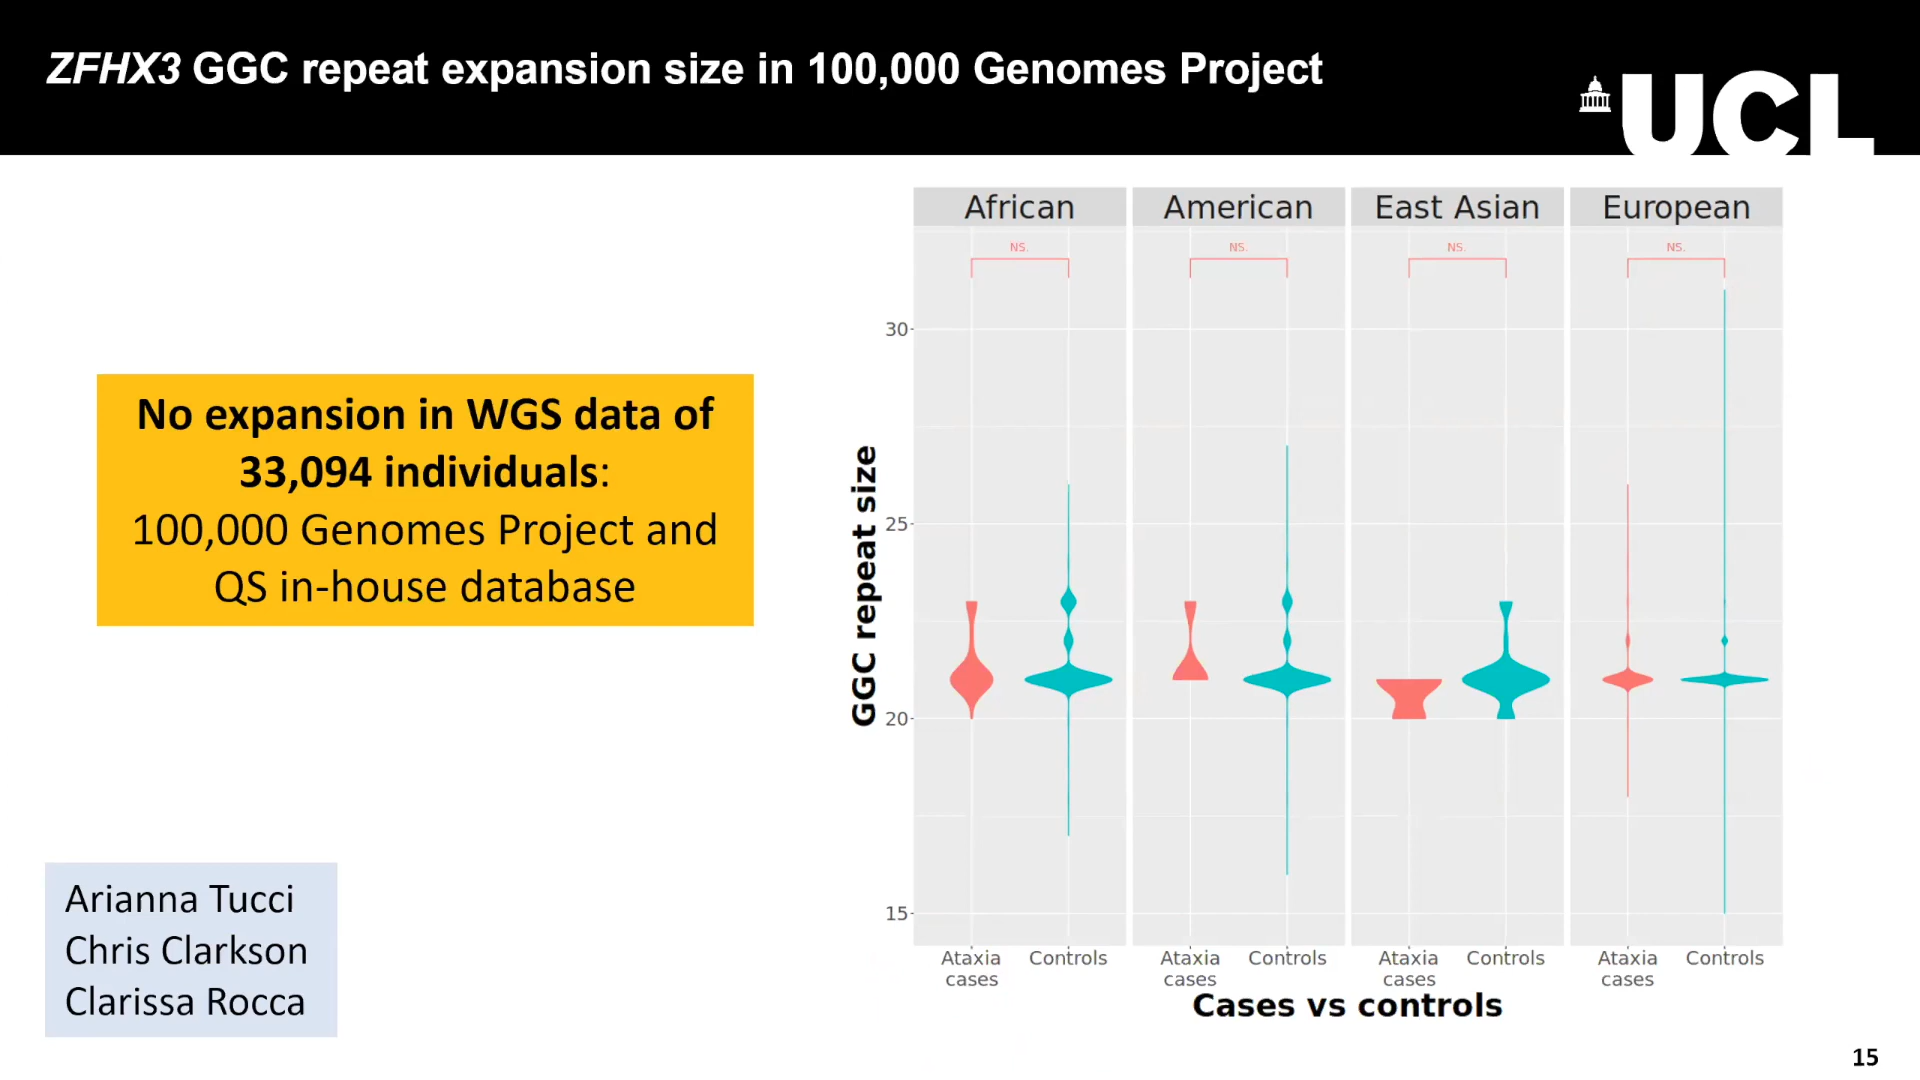 ZFHX3 GGC repeat expansion size in 100,000 Genomes Project
UCL
No expansion in WGS data of
33,094 individuals:
100,000 Genomes Project and
QS in-house database
Arianna Tucci
Chris Clarkson
Clarissa Rocca
African American East Asian European
NS. NS. NS. NS.
GGC repeat size
30
25
20
15
Ataxia cases Controls Ataxia cases Controls Ataxia cases Controls Ataxia cases Controls
Cases vs controls
15